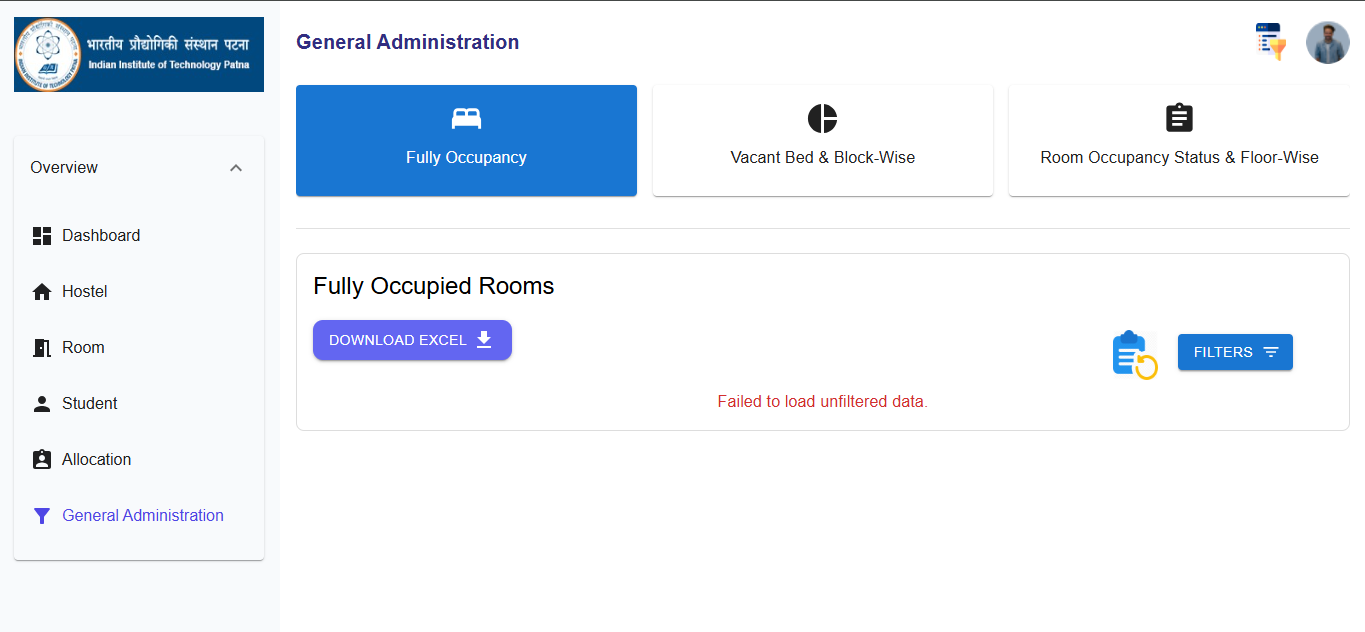 भारतीय प्रौद्योगिकी संस्थान पटना
Indian Institute of Technology Patna
General Administration
Overview
Dashboard
Hostel
Room
Student
Allocation
General Administration
Fully Occupancy
Vacant Bed & Block-Wise
Room Occupancy Status & Floor-Wise
Fully Occupied Rooms
DOWNLOAD EXCEL
FILTERS
Failed to load unfiltered data.